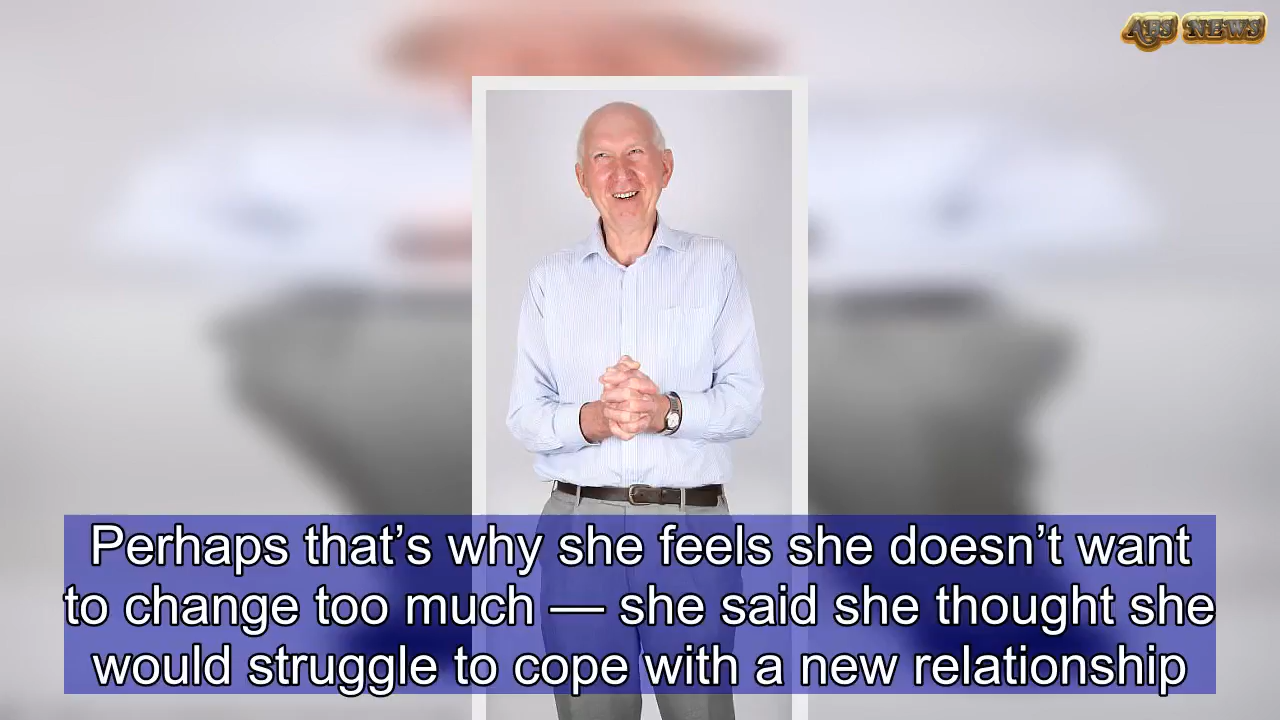 ABS NEWS
Perhaps that’s why she feels she doesn’t want
to change too much — she said she thought she
would struggle to cope with a new relationship